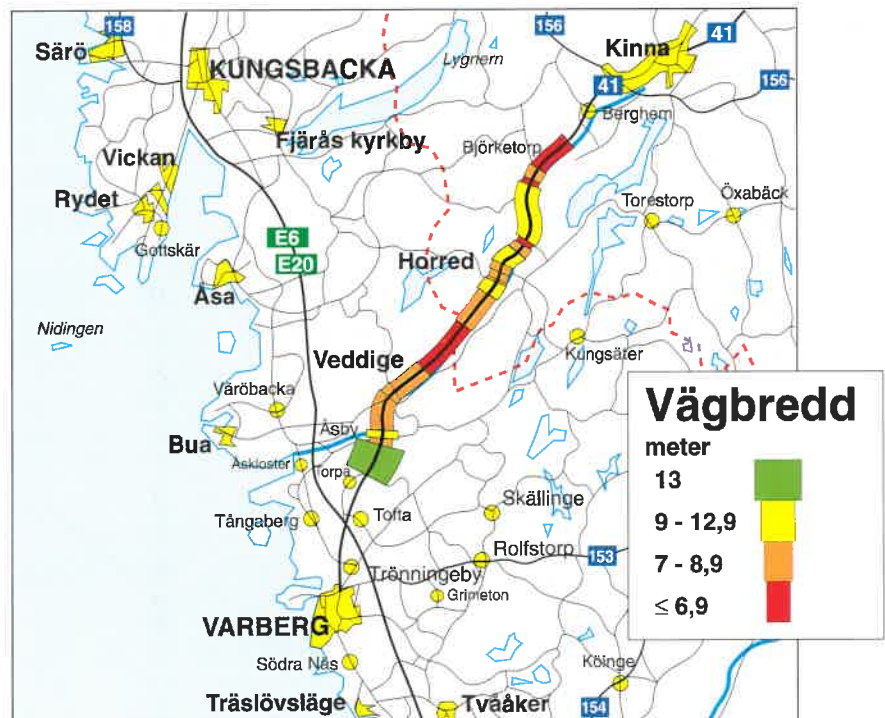 158
156
41
Kinna
Särö
KUNGSBACKA
Lygnern
41
156
Berghem
Fjärås kyrkby
Björketorp
Vickan
Rydet
Torestorp
Öxabäck
Gottskär
E6
E20
Horred
Åsa
Nidingen
Veddige
Kungsäter
Väröbacka
Åsby
Bua
Åskloster
Torpa
Skällinge
Tångaberg
Tofta
Rolfstorp
153
Trönningeby
Grimeton
VARBERG
Södra Näs
Köinge
Träslövsläge
Tvååker
154
Vägbredd
meter
13
9 - 12,9
7 - 8,9
≤ 6,9